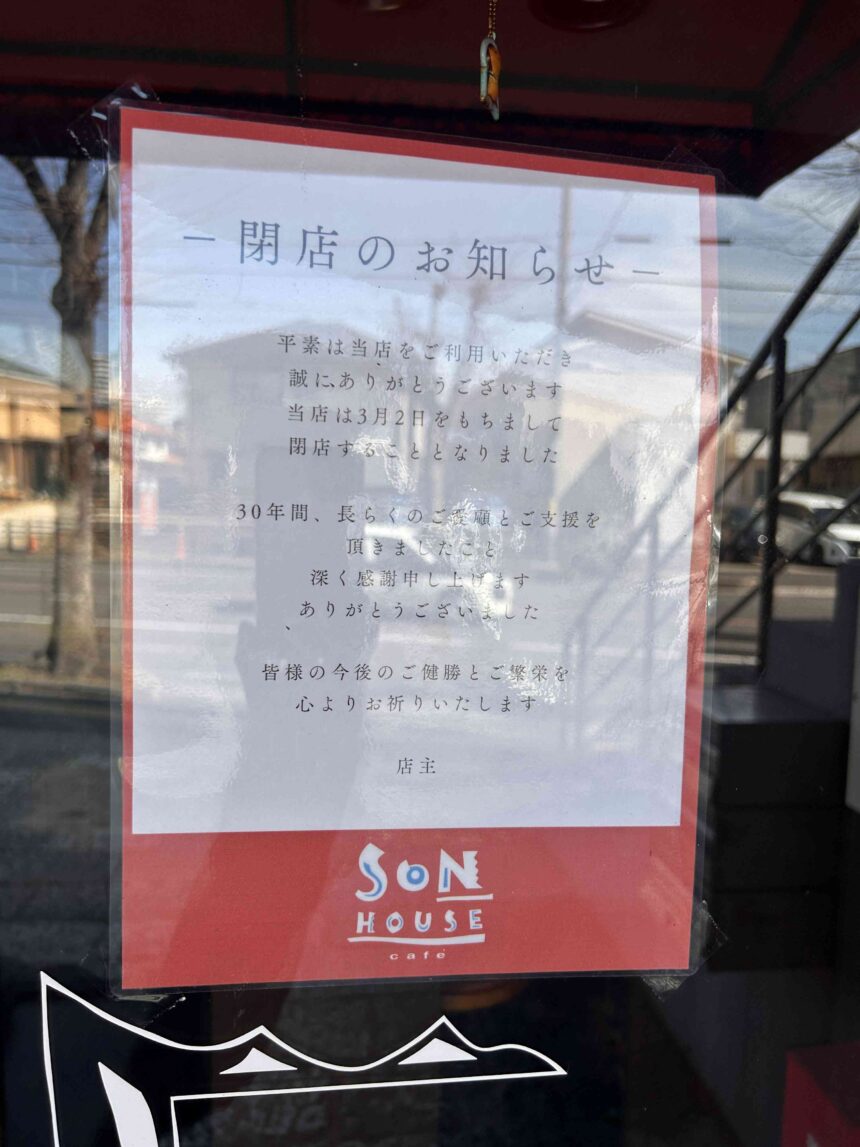 －閉店のお知らせ－
平素は当店をご利用いただき
誠にありがとうございます
当店は3月2日をもちまして
閉店することとなりました
30年間、長らくのご愛顧とご支援を
頂きましたこと
深く感謝申し上げます
ありがとうございました
皆様の今後のご健勝とご繁栄を
心よりお祈りいたします
店主
SON
HOUSE
cafe